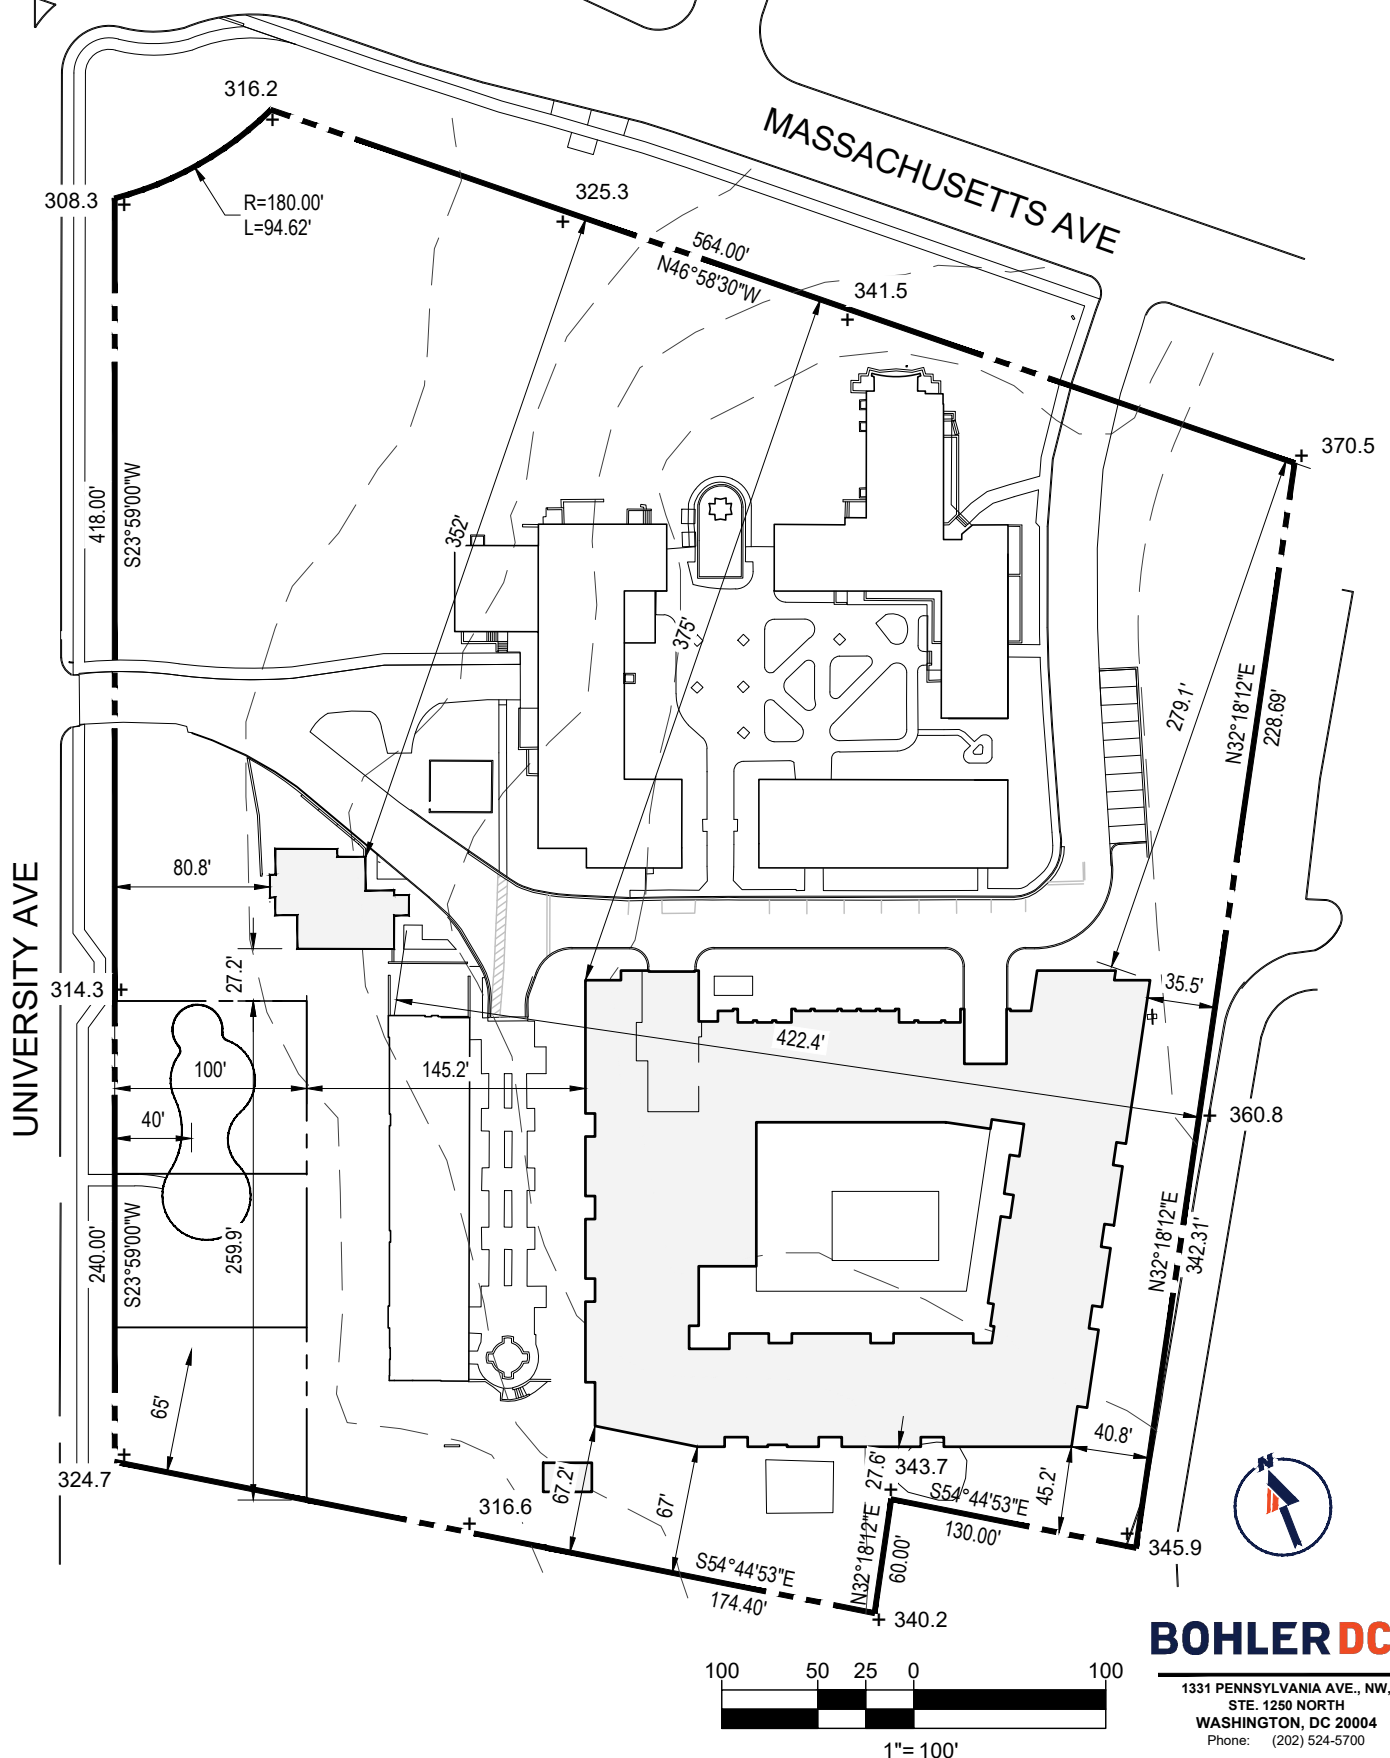 316.2
MASSACHUSETTS AVE
308.3
R=180.00'
L=94.62'
325.3
564.00'
N46°58'30"W
341.5
370.5
418.00'
S23°59'00"W
352'
375'
279.1'
N32°18'12"E
228.69'
UNIVERSITY AVE
80.8'
27.2'
314.3
35.5'
422.4'
100'
145.2'
40'
360.8
240.00'
S23°59'00"W
259.9'
N32°18'12"E
342.31'
65'
40.8'
324.7
316.6
67.2'
67'
27.6'
343.7
45.2'
S54°44'53"E
130.00'
N32°18'12"E
60.00'
345.9
S54°44'53"E
174.40'
340.2
N
BOHLER DC
100 50 25 0 100
1"= 100'
1331 PENNSYLVANIA AVE., NW,
STE. 1250 NORTH
WASHINGTON, DC 20004
Phone: (202) 524-5700